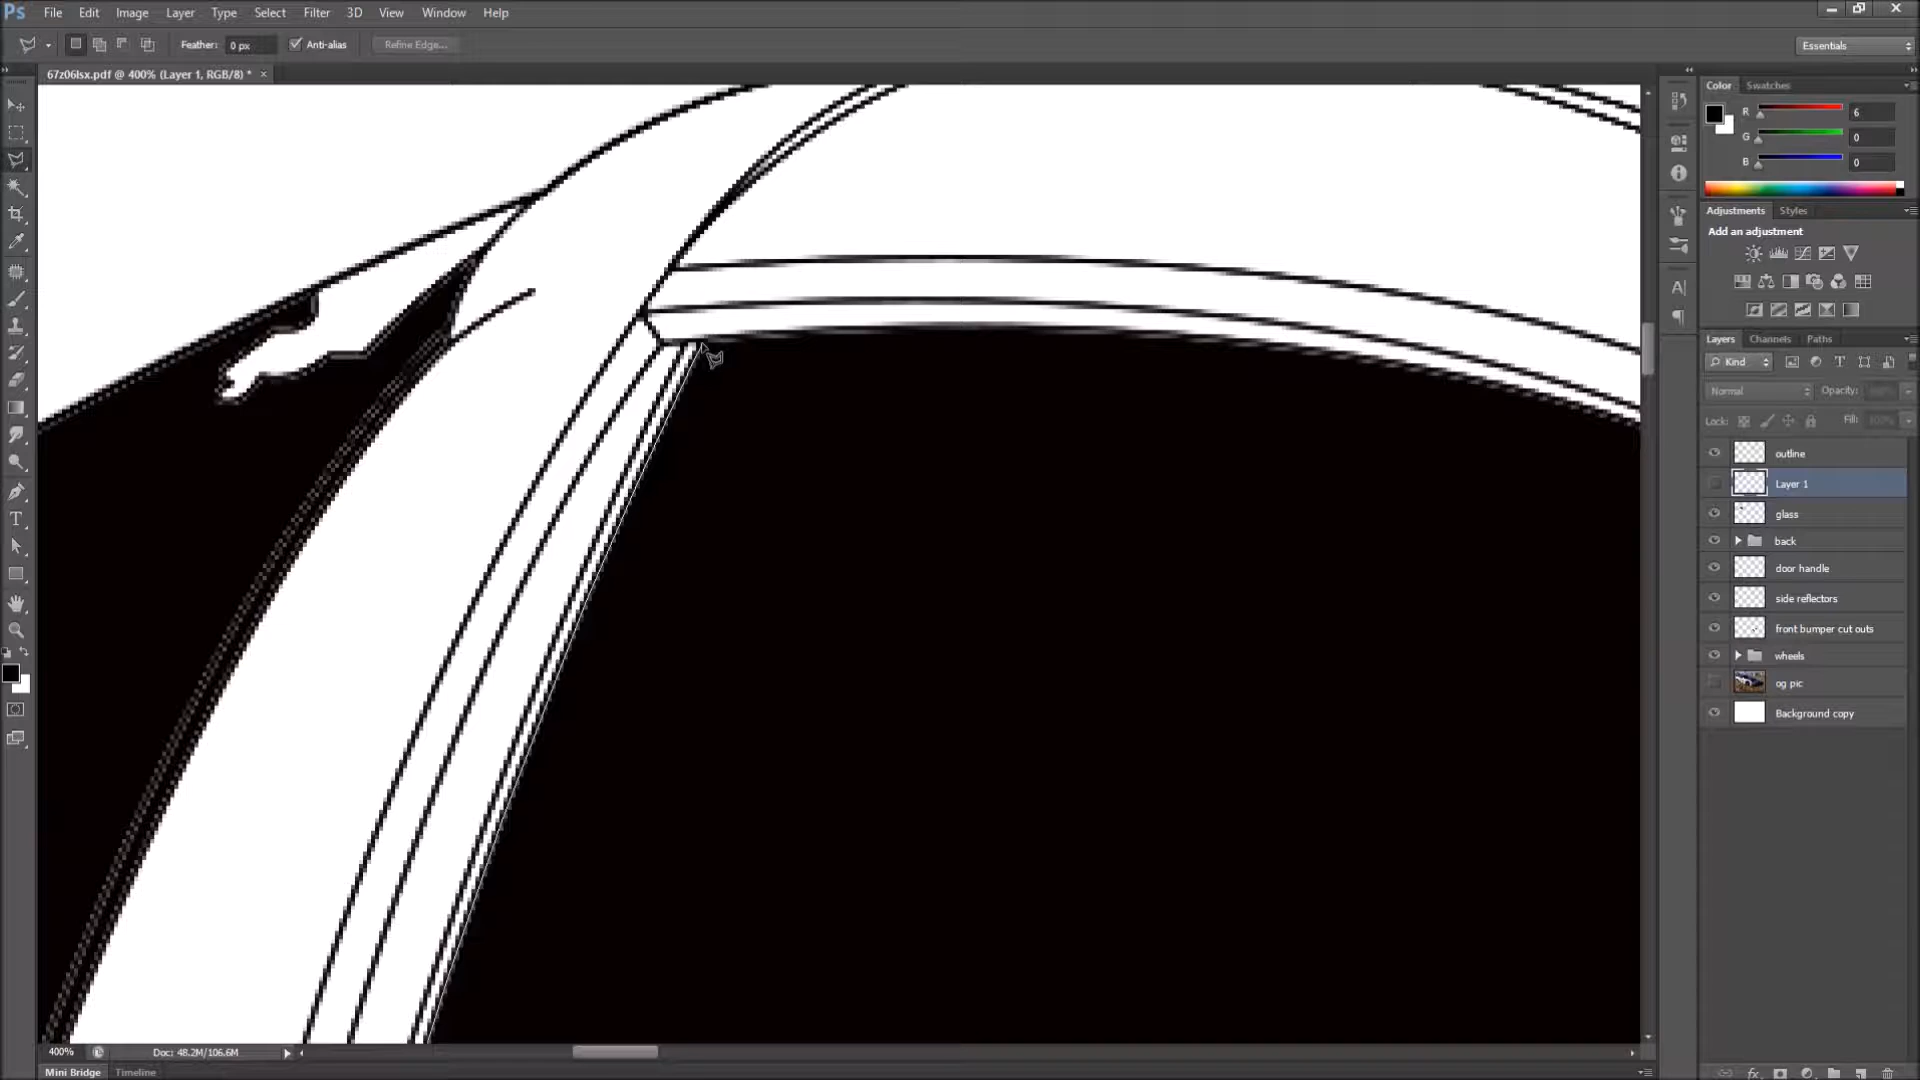 Ps File Edit Image Layer Type Select Filter 3D View Window Help
Feather: 0 px Anti-alias Refine Edge... Essentials
67z06lsx.pdf @ 400% (Layer 1, RGB/8) * ×
Color Swatches
R 6
G 0
B 0
Adjustments Styles
Add an adjustment
Layers Channels Paths
Kind
Normal Opacity:
Lock: Fill: 100%
outline
Layer 1
glass
back
door handle
side reflectors
front bumper cut outs
wheels
og pic
Background copy
400% Doc: 48.2M/106.6M
Mini Bridge Timeline